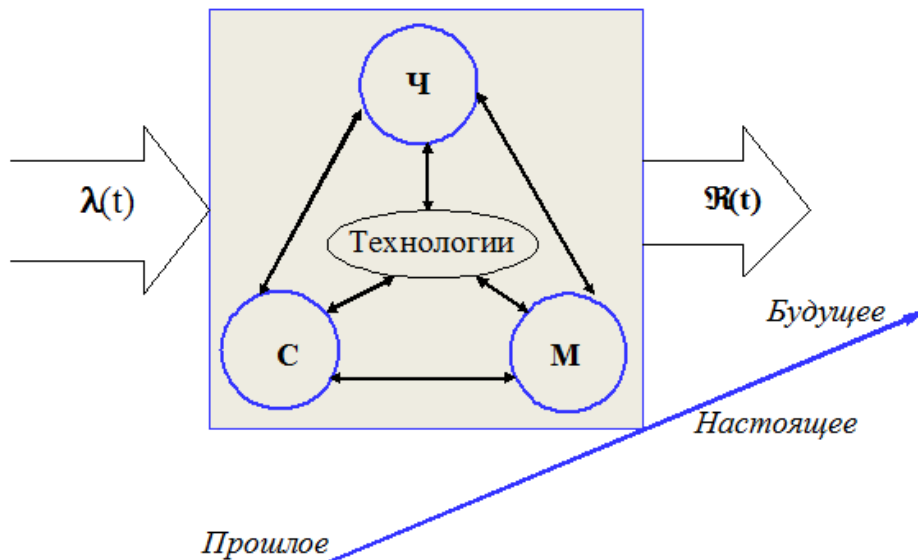 Ч
λ(t)
ℜ(t)
Технологии
С
М
Будущее
Настоящее
Прошлое